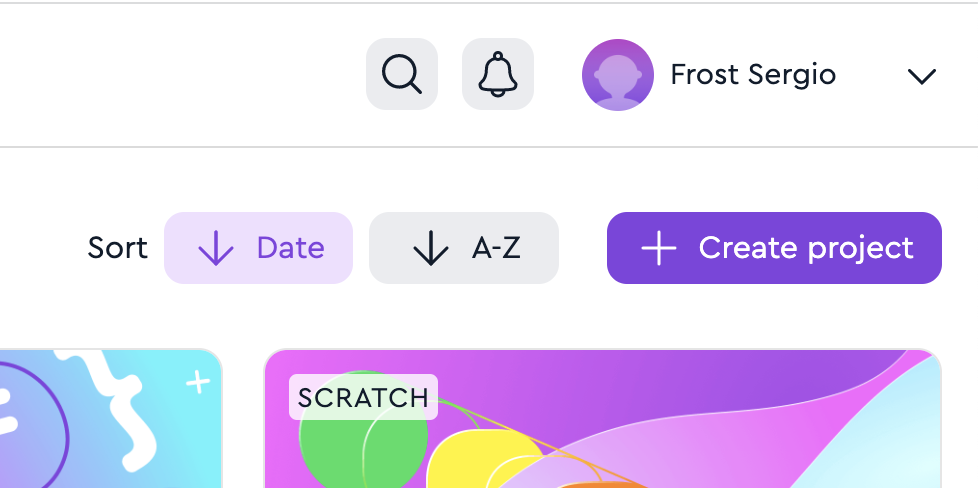 Frost Sergio
Sort Date A-Z Create project
SCRATCH